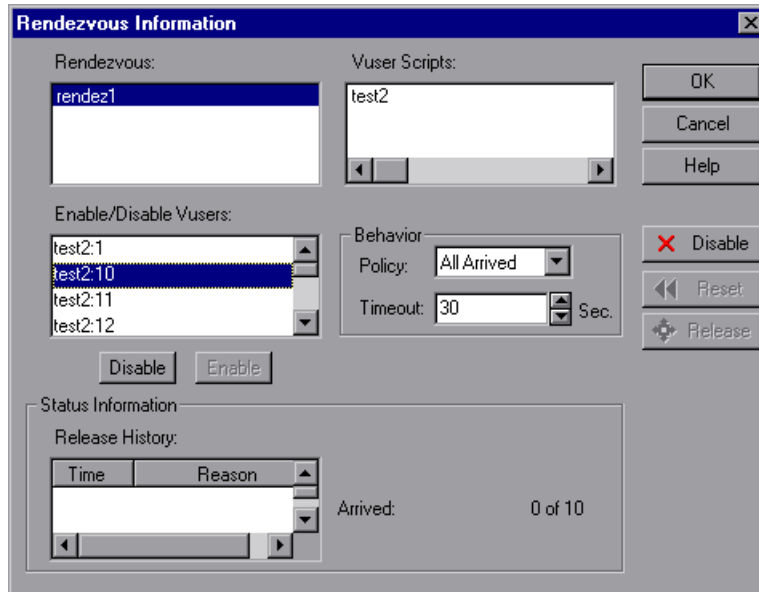 Rendezvous Information
Rendezvous:
rendez1
Vuser Scripts:
test2
OK
Cancel
Help
Enable/Disable Vusers:
test2:1
test2:10
test2:11
test2:12
Disable Enable
Behavior
Policy: All Arrived
Timeout: 30 Sec.
Disable
Reset
Release
Status Information
Release History:
Time Reason
Arrived: 0 of 10